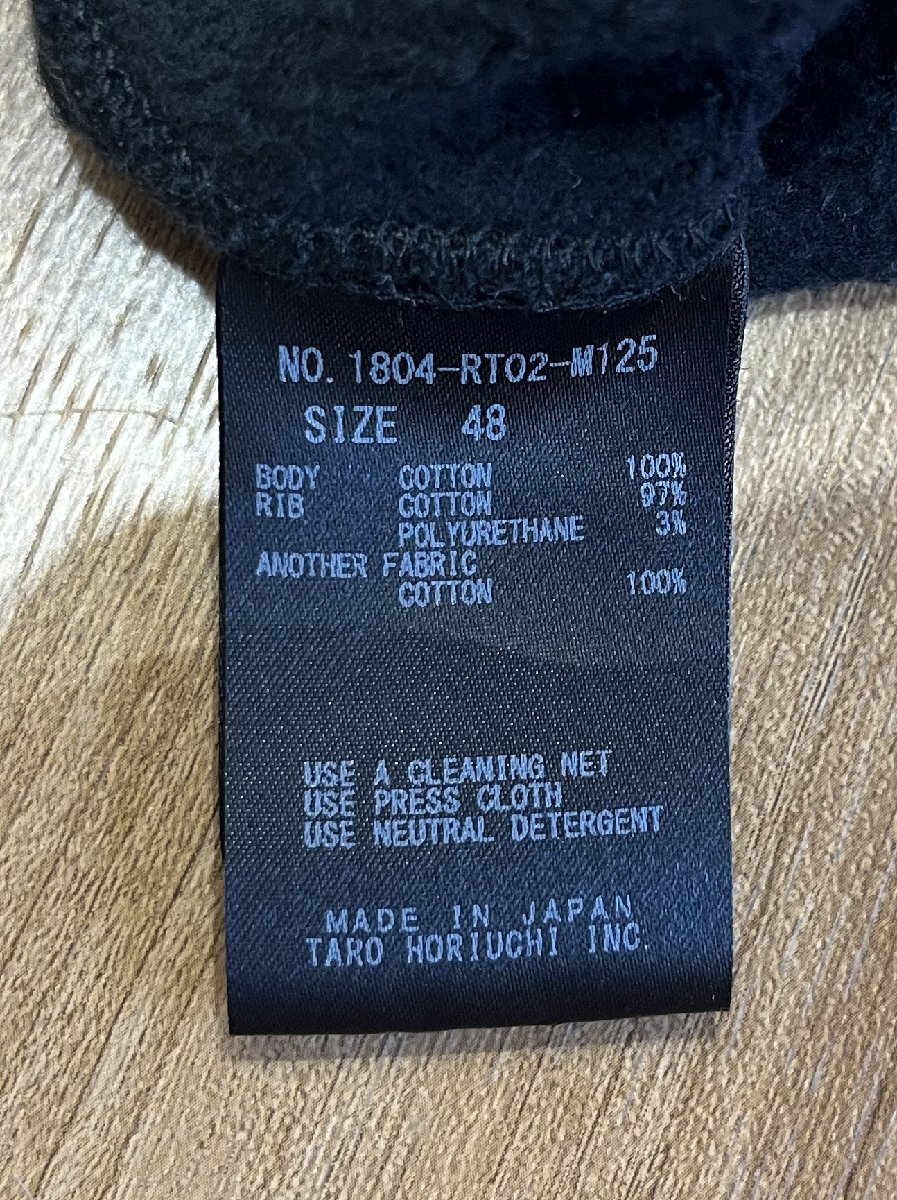 NO. 1804-RT02-M125
SIZE 48
BODY COTTON 100%
RIB COTTON 97%
POLYURETHANE 3%
ANOTHER FABRIC
COTTON 100%
USE A CLEANING NET
USE PRESS CLOTH
USE NEUTRAL DETERGENT
MADE IN JAPAN
TARO HORIUCHI INC.